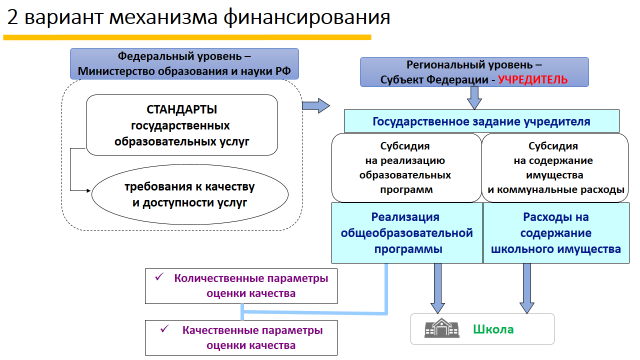 2 вариант механизма финансирования
Федеральный уровень –
Министерство образования и науки РФ
СТАНДАРТЫ
государственных
образовательных услуг
требования к качеству
и доступности услуг
Региональный уровень –
Субъект Федерации - УЧРЕДИТЕЛЬ
Государственное задание учредителя
Субсидия
на реализацию
образовательных
программ
Субсидия
на содержание
имущества
и коммунальные расходы
Реализация
общеобразовательной
программы
Расходы на
содержание
школьного имущества
✓ Количественные параметры
оценки качества
✓ Качественные параметры
оценки качества
Школа